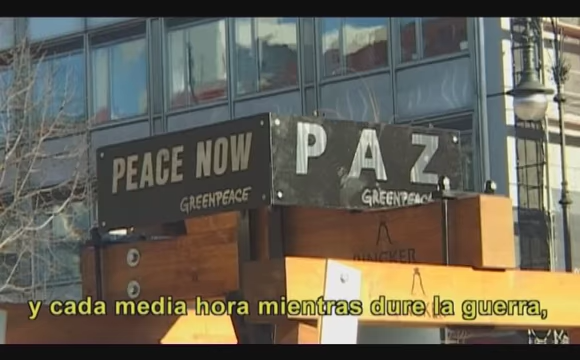 PEACE NOW
GREENPEACE
PAZ
GREENPEACE
y cada media hora mientras dure la guerra,